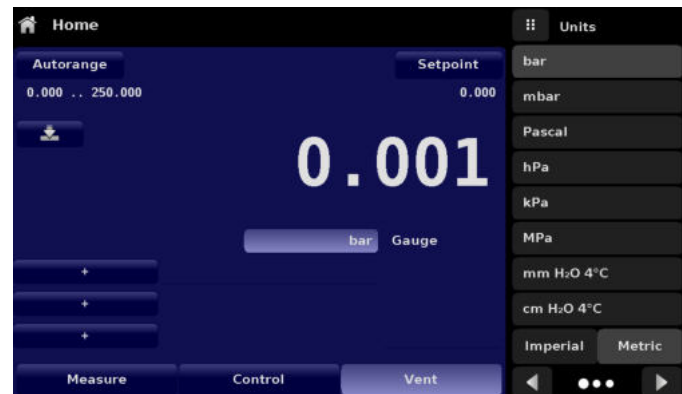 Home
Autorange
Setpoint
0.000 .. 250.000
0.000
0.001
bar
Gauge
+
+
+
Measure
Control
Vent
Units
bar
mbar
Pascal
hPa
kPa
MPa
mm H₂O 4°C
cm H₂O 4°C
Imperial
Metric